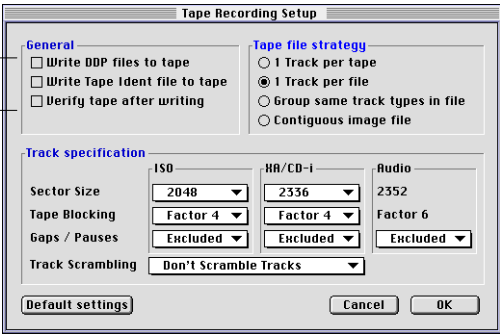 Tape Recording Setup
General
Write DDP files to tape
Write Tape Ident file to tape
Verify tape after writing
Tape file strategy
1 Track per tape
1 Track per file
Group same track types in file
Contiguous image file
Track specification
ISO XA/CD-i Audio
Sector Size 2048 2336 2352
Tape Blocking Factor 4 Factor 4 Factor 6
Gaps / Pauses Excluded Excluded Excluded
Track Scrambling Don't Scramble Tracks
Default settings Cancel OK